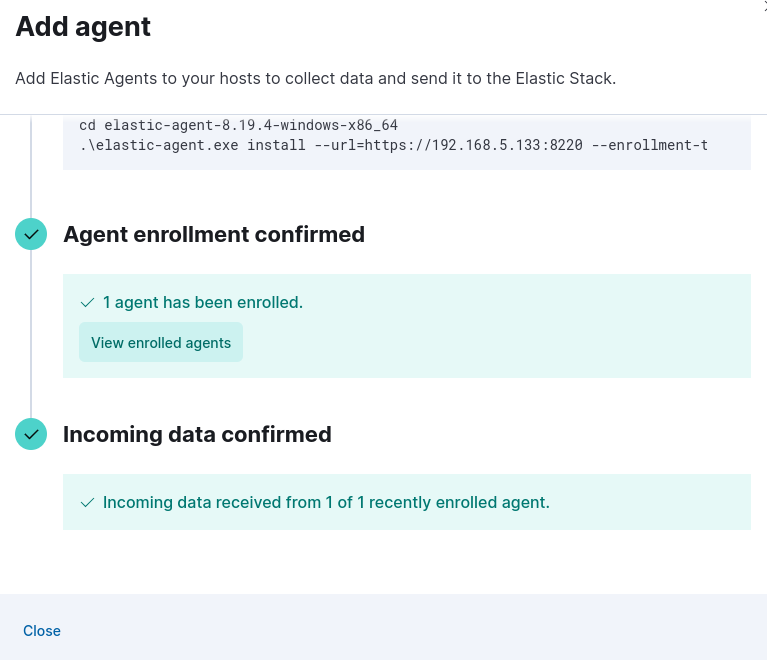 Add agent
Add Elastic Agents to your hosts to collect data and send it to the Elastic Stack.
cd elastic-agent-8.19.4-windows-x86_64
.\elastic-agent.exe install --url=https://192.168.5.133:8220 --enrollment-t
Agent enrollment confirmed
1 agent has been enrolled.
View enrolled agents
Incoming data confirmed
Incoming data received from 1 of 1 recently enrolled agent.
Close